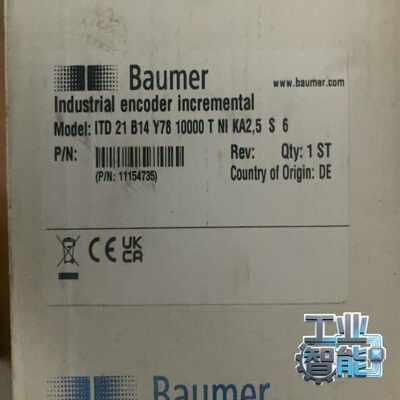 Baumer
www.baumer.com
Industrial encoder incremental
Model: ITD 21 B14 Y78 10000 T NI KA2,5 S 6
P/N:
Rev: Qty: 1 ST
(P/N: 11154735)
Country of Origin: DE
CE UK CA
工业
智能
Baumer